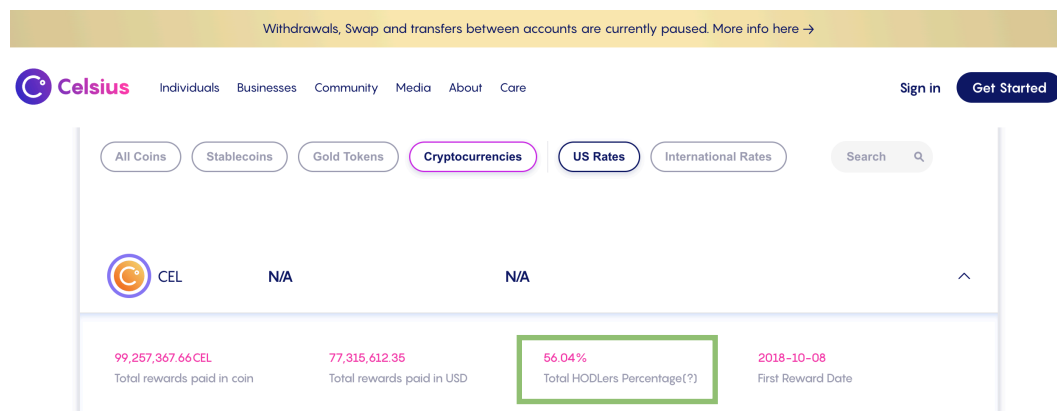 Withdrawals, Swap and transfers between accounts are currently paused. More info here →
Celsius Individuals Businesses Community Media About Care Sign in Get Started
All Coins Stablecoins Gold Tokens Cryptocurrencies US Rates International Rates Search
CEL N/A N/A
99,257,367.66CEL 77,315,612.35 56.04% 2018-10-08
Total rewards paid in coin Total rewards paid in USD Total HODLers Percentage(?) First Reward Date